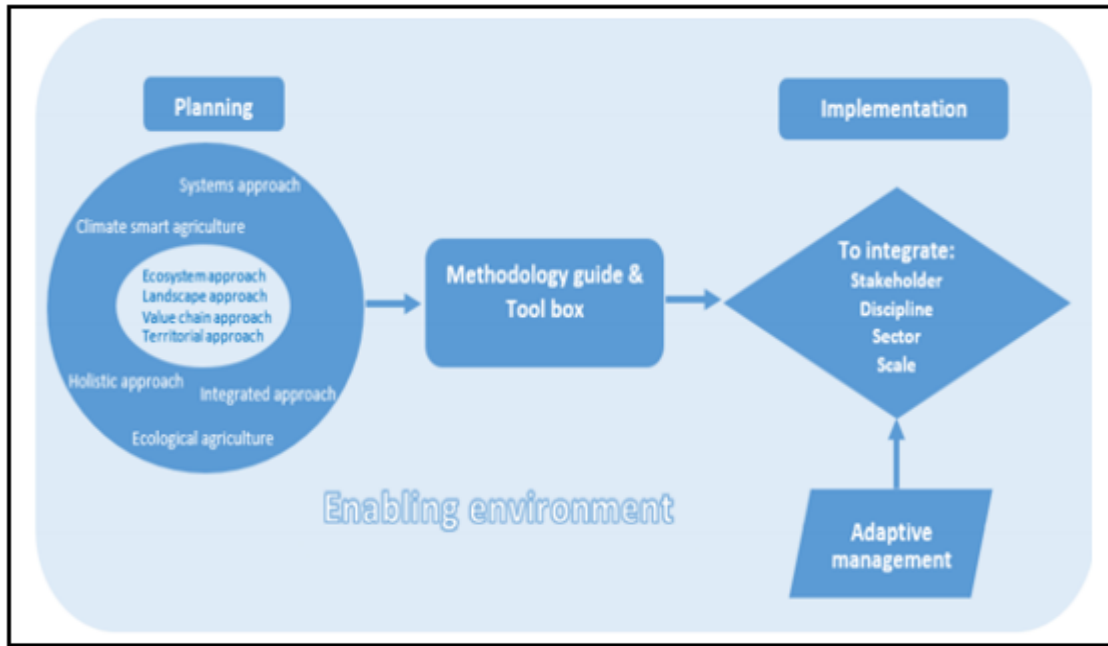 Planning
Implementation
Systems approach
Climate smart agriculture
Ecosystem approach
Landscape approach
Value chain approach
Territorial approach
Holistic approach
Integrated approach
Ecological agriculture
Methodology guide &
Tool box
To integrate:
Stakeholder
Discipline
Sector
Scale
Enabling environment
Adaptive
management